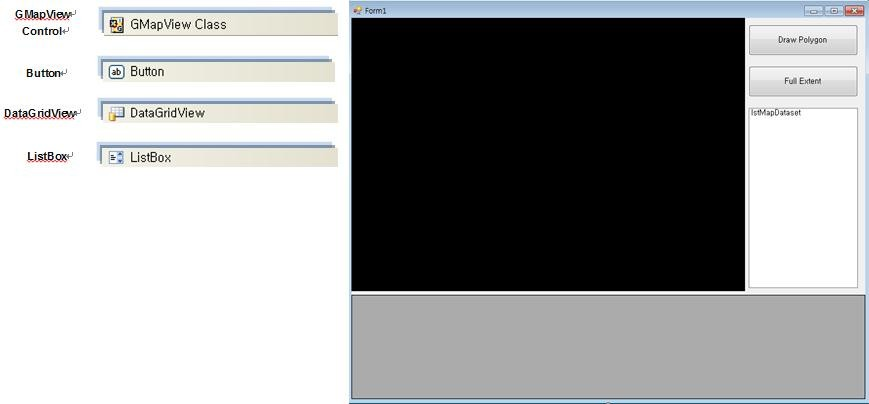 GMapView
Control
GMapView Class
Button
Button
DataGridView
DataGridView
ListBox
ListBox
Form1
Draw Polygon
Full Extent
lstMapDataset